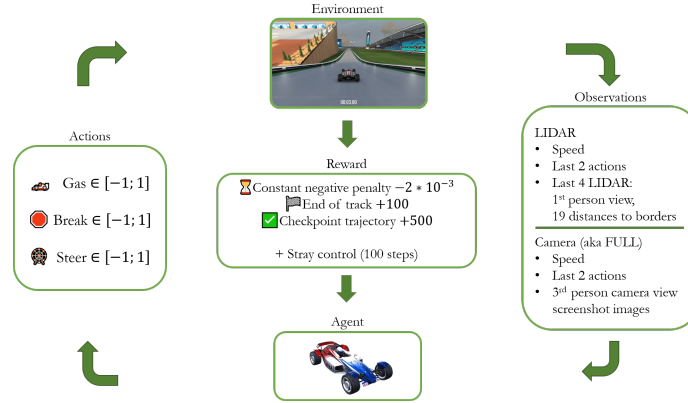 Environment
00:03.00
Observations
LIDAR
• Speed
• Last 2 actions
• Last 4 LIDAR:
1st person view,
19 distances to borders
Camera (aka FULL)
• Speed
• Last 2 actions
• 3rd person camera view
screenshot images
Actions
Gas ∈ [−1; 1]
Break ∈ [−1; 1]
Steer ∈ [−1; 1]
Reward
Constant negative penalty −2 * 10⁻³
End of track +100
Checkpoint trajectory +500
+ Stray control (100 steps)
Agent